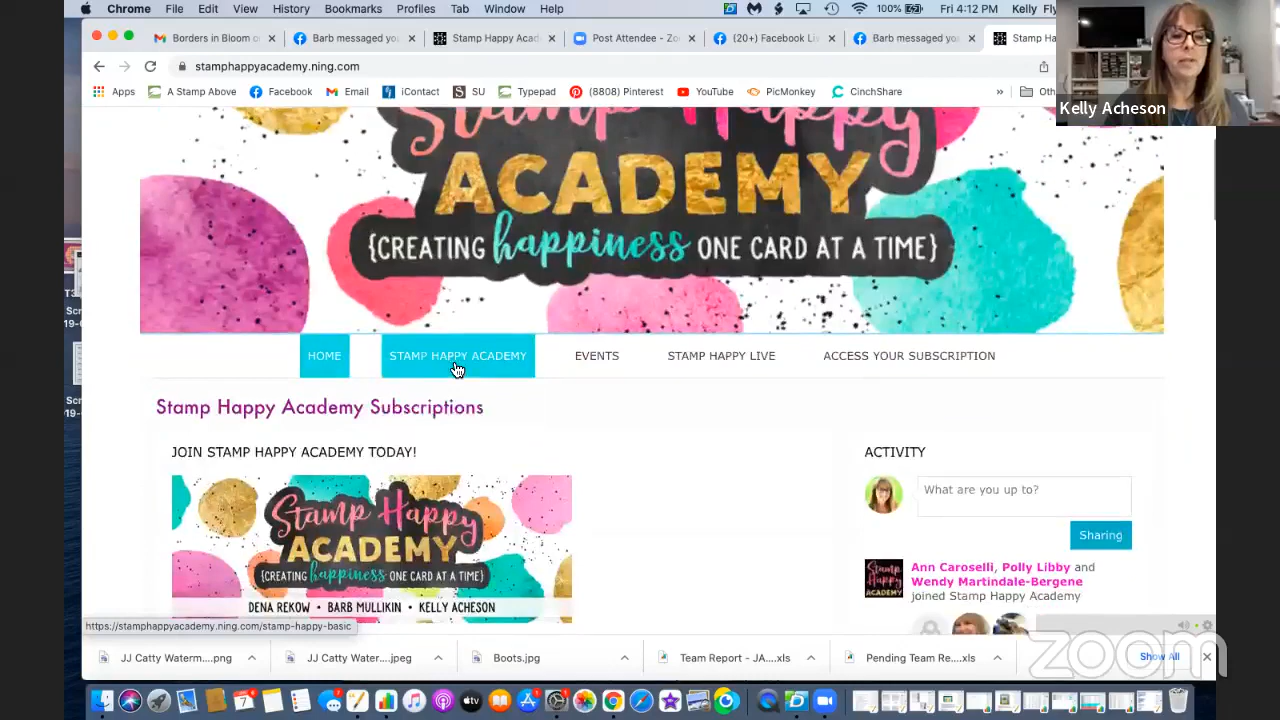 Chrome File Edit View History Bookmarks Profiles Tab Window Help 100% Fri 4:12 PM Kelly Fly
Borders in Bloom c Barb messaged yo Stamp Happy Aca Post Attendee - Zo (20+) Facebook Liv Barb messaged yo Stamp H
stamphappyacademy.ning.com
Kelly Acheson
Apps A Stamp Above Facebook Email iContact SU Typepad (8808) Pinterest YouTube PicMonkey CinchShare » Oth
Stamp Happy
ACADEMY
{CREATING happiness ONE CARD AT A TIME}
HOME STAMP HAPPY ACADEMY EVENTS STAMP HAPPY LIVE ACCESS YOUR SUBSCRIPTION
Stamp Happy Academy Subscriptions
JOIN STAMP HAPPY ACADEMY TODAY!
ACTIVITY
What are you up to?
Sharing
Stamp Happy
ACADEMY
{CREATING happiness ONE CARD AT A TIME}
DENA REKOW • BARB MULLIKIN • KELLY ACHESON
Ann Caroselli, Polly Libby and
Wendy Martindale-Bergene
joined Stamp Happy Academy
https://stamphappyacademy.ning.com/stamp-happy-basic
JJ Catty Waterm....png JJ Catty Water....jpeg Boots.jpg Team Report - JA....xls Pending Team Re....xls Show All
zoom